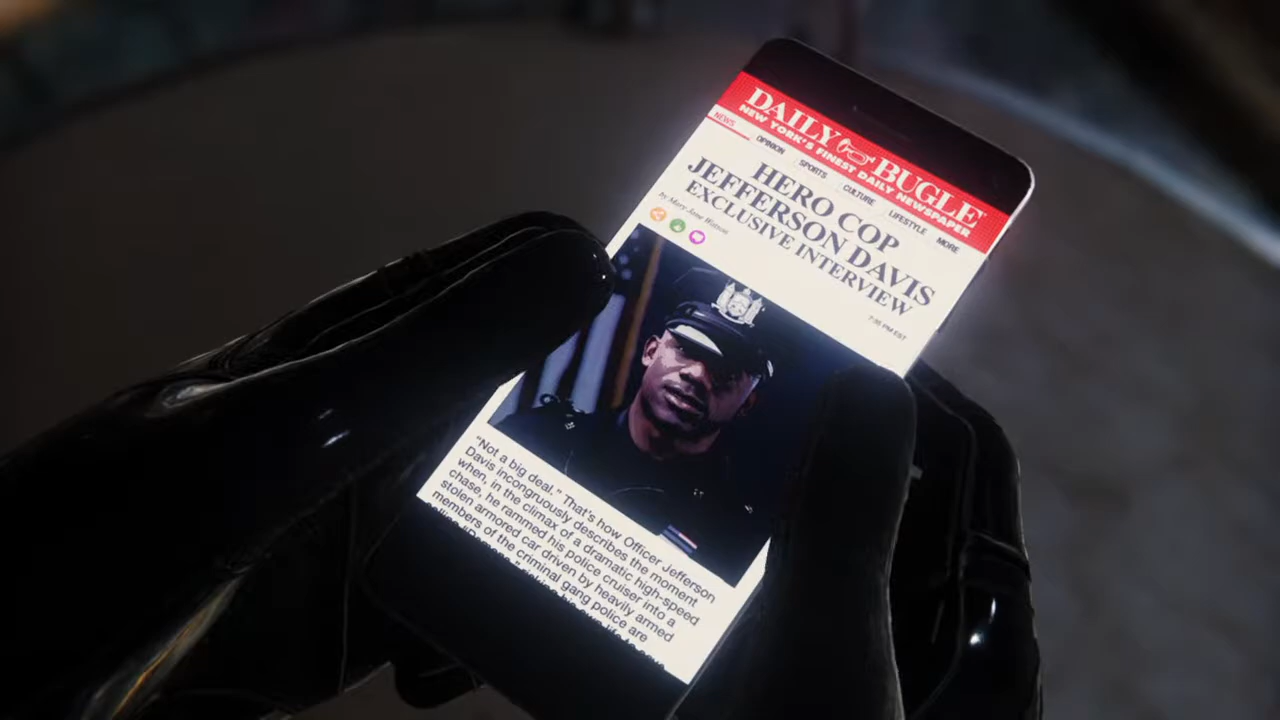 DAILY BUGLE
NEW YORK'S FINEST DAILY NEWSPAPER
NEWS OPINION SPORTS CULTURE LIFESTYLE MORE
HERO COP
JEFFERSON DAVIS
EXCLUSIVE INTERVIEW
by Mary-Jane Watson
7:35 PM EST
"Not a big deal." That's how Officer Jefferson
Davis incongruously describes the moment
when, in the climax of a dramatic high-speed
chase, he rammed his police cruiser into a
stolen armored car driven by heavily armed
members of the criminal gang police are